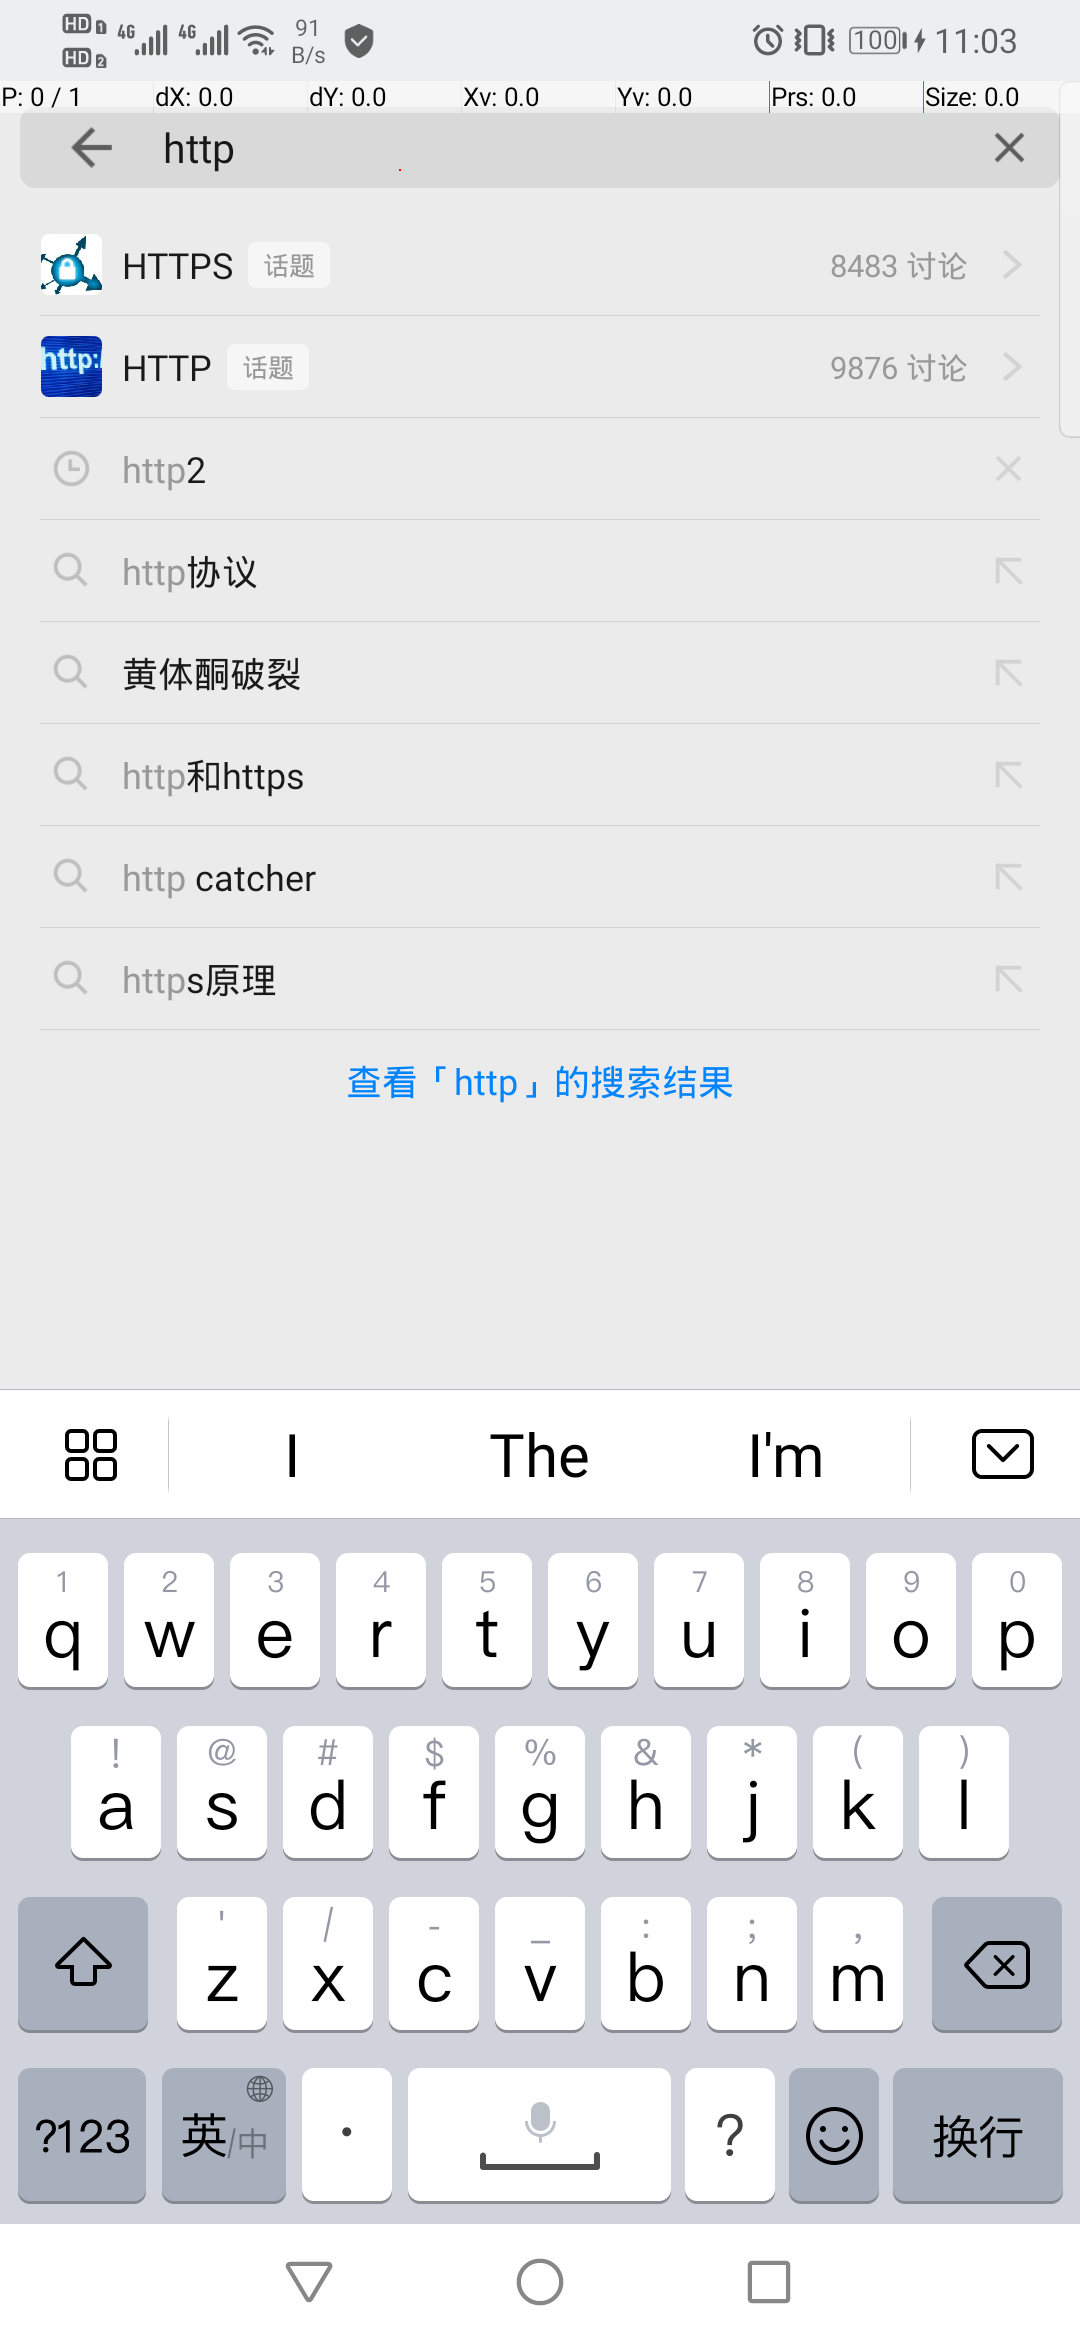 HD 1 4G 4G 91 100 11:03
HD 2 B/s
P: 0 / 1 dX: 0.0 dY: 0.0 Xv: 0.0 Yv: 0.0 Prs: 0.0 Size: 0.0
http
HTTPS 话题 8483 讨论
http:/
HTTP 话题 9876 讨论
http2
http协议
黄体酮破裂
http和https
http catcher
https原理
查看「http」的搜索结果
I The I'm
1 2 3 4 5 6 7 8 9 0
q w e r t y u i o p
! @ # $ % & * ( )
a s d f g h j k l
' / - _ : ; ,
z x c v b n m
?123 英/中 · ? 换行